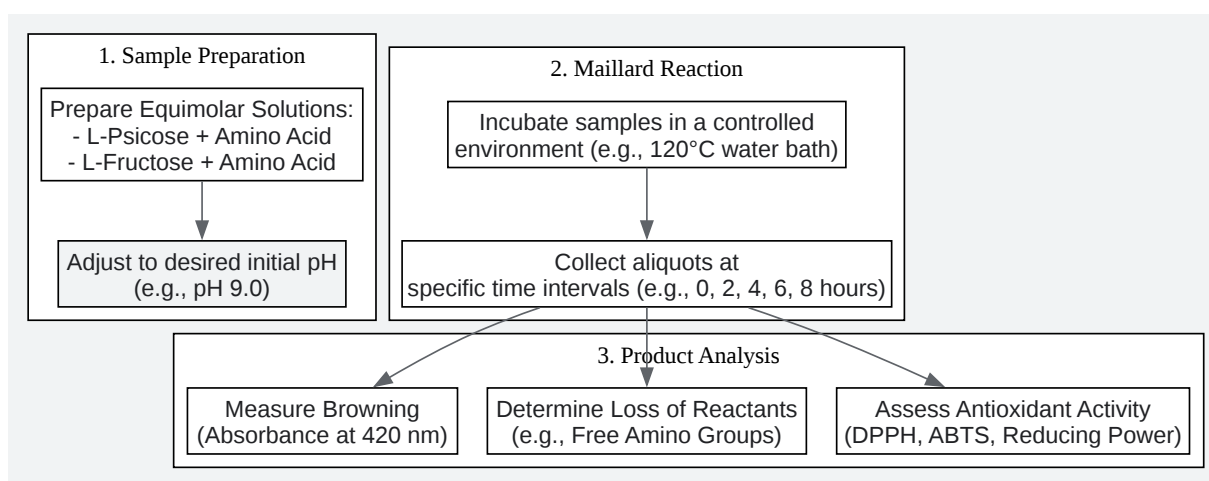 1. Sample Preparation
Prepare Equimolar Solutions:
- L-Psicose + Amino Acid
- L-Fructose + Amino Acid
Adjust to desired initial pH
(e.g., pH 9.0)
2. Maillard Reaction
Incubate samples in a controlled
environment (e.g., 120°C water bath)
Collect aliquots at
specific time intervals (e.g., 0, 2, 4, 6, 8 hours)
3. Product Analysis
Measure Browning
(Absorbance at 420 nm)
Determine Loss of Reactants
(e.g., Free Amino Groups)
Assess Antioxidant Activity
(DPPH, ABTS, Reducing Power)